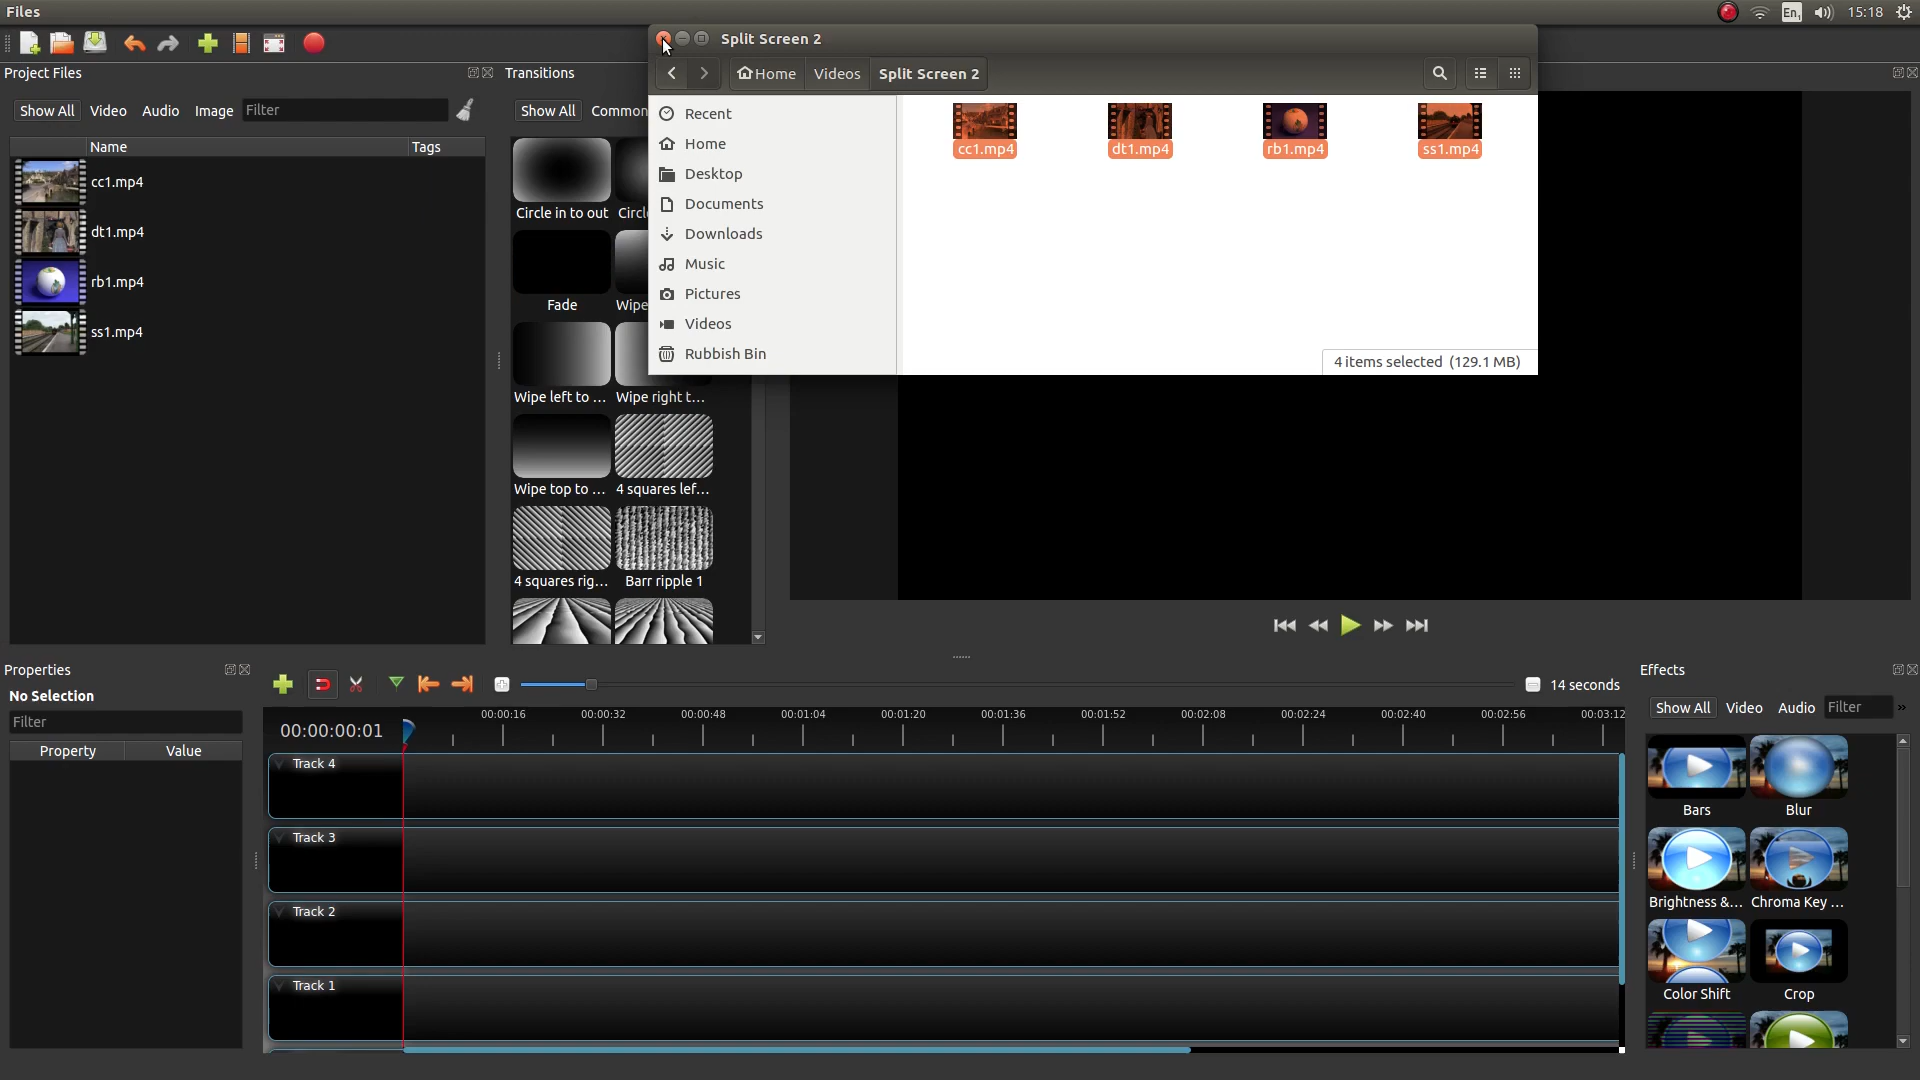 Files
En1
15:18
Split Screen 2
Home
Videos
Split Screen 2
Project Files
Show All
Video
Audio
Image
Filter
Name
Tags
cc1.mp4
dt1.mp4
rb1.mp4
ss1.mp4
Transitions
Show All
Common
Circle in to out
Circl
Fade
Wipe
Wipe left to ...
Wipe right t...
Wipe top to ...
4 squares lef...
4 squares rig...
Barr ripple 1
Recent
Home
Desktop
Documents
Downloads
Music
Pictures
Videos
Rubbish Bin
cc1.mp4
dt1.mp4
rb1.mp4
ss1.mp4
4 items selected (129.1 MB)
Properties
No Selection
Filter
Property
Value
14 seconds
00:00:00:01
00:00:16
00:00:32
00:00:48
00:01:04
00:01:20
00:01:36
00:01:52
00:02:08
00:02:24
00:02:40
00:02:56
00:03:12
Track 4
Track 3
Track 2
Track 1
Effects
Show All
Video
Audio
Filter
»
Bars
Blur
Brightness &...
Chroma Key ...
Color Shift
Crop